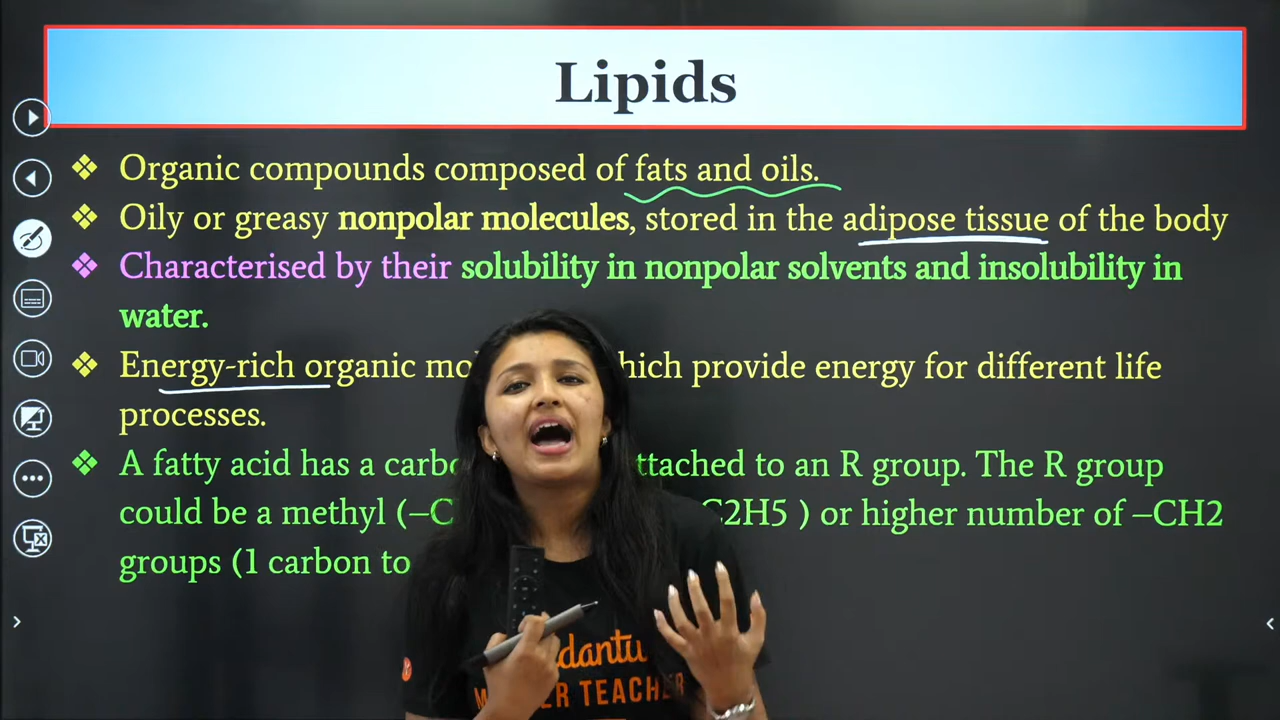 Lipids
❖ Organic compounds composed of fats and oils.
❖ Oily or greasy nonpolar molecules, stored in the adipose tissue of the body
❖ Characterised by their solubility in nonpolar solvents and insolubility in
water.
❖ Energy-rich organic mo hich provide energy for different life
processes.
❖ A fatty acid has a carbo ttached to an R group. The R group
could be a methyl (–C C2H5 ) or higher number of –CH2
groups (1 carbon to
dantu
TEACHER